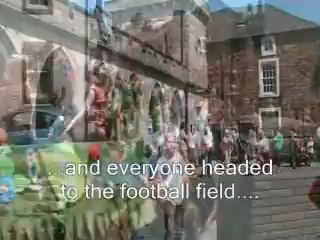 ...and everyone headed
to the football field....